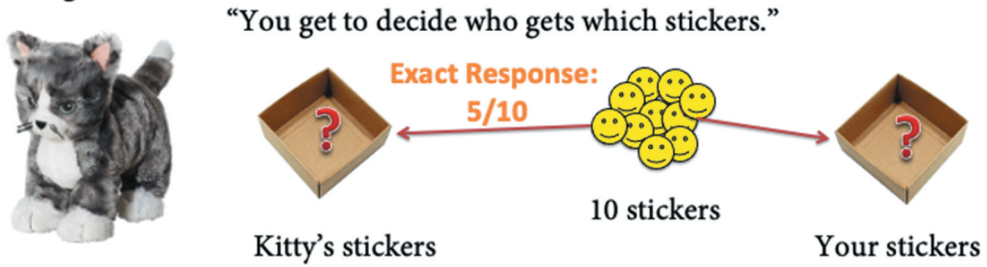 “You get to decide who gets which stickers.”
Exact Response:
5/10
?
?
10 stickers
Kitty’s stickers
Your stickers